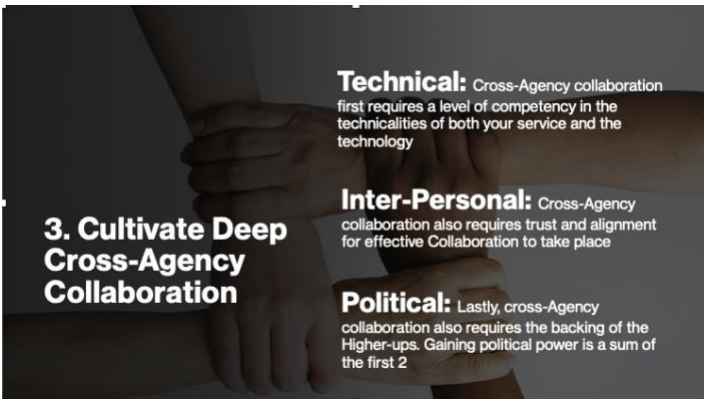 3. Cultivate Deep
Cross-Agency
Collaboration
Technical: Cross-Agency collaboration
first requires a level of competency in the
technicalities of both your service and the
technology
Inter-Personal: Cross-Agency
collaboration also requires trust and alignment
for effective Collaboration to take place
Political: Lastly, cross-Agency
collaboration also requires the backing of the
Higher-ups. Gaining political power is a sum of
the first 2